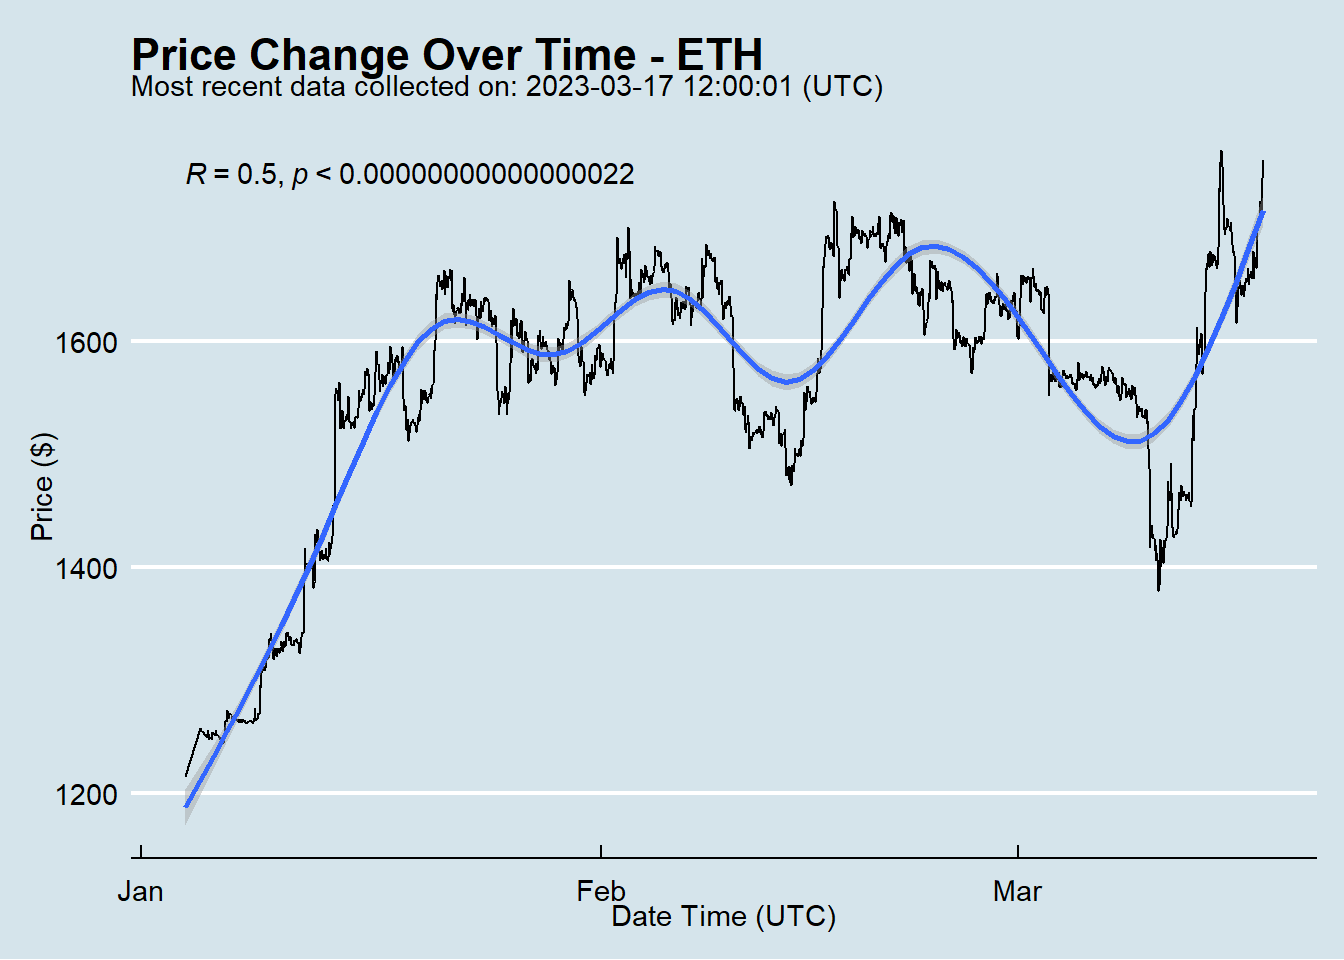 Price Change Over Time - ETH
Most recent data collected on: 2023-03-17 12:00:01 (UTC)
R = 0.5, p < 0.00000000000000022
Price ($)
1600
1400
1200
Jan Feb Mar
Date Time (UTC)